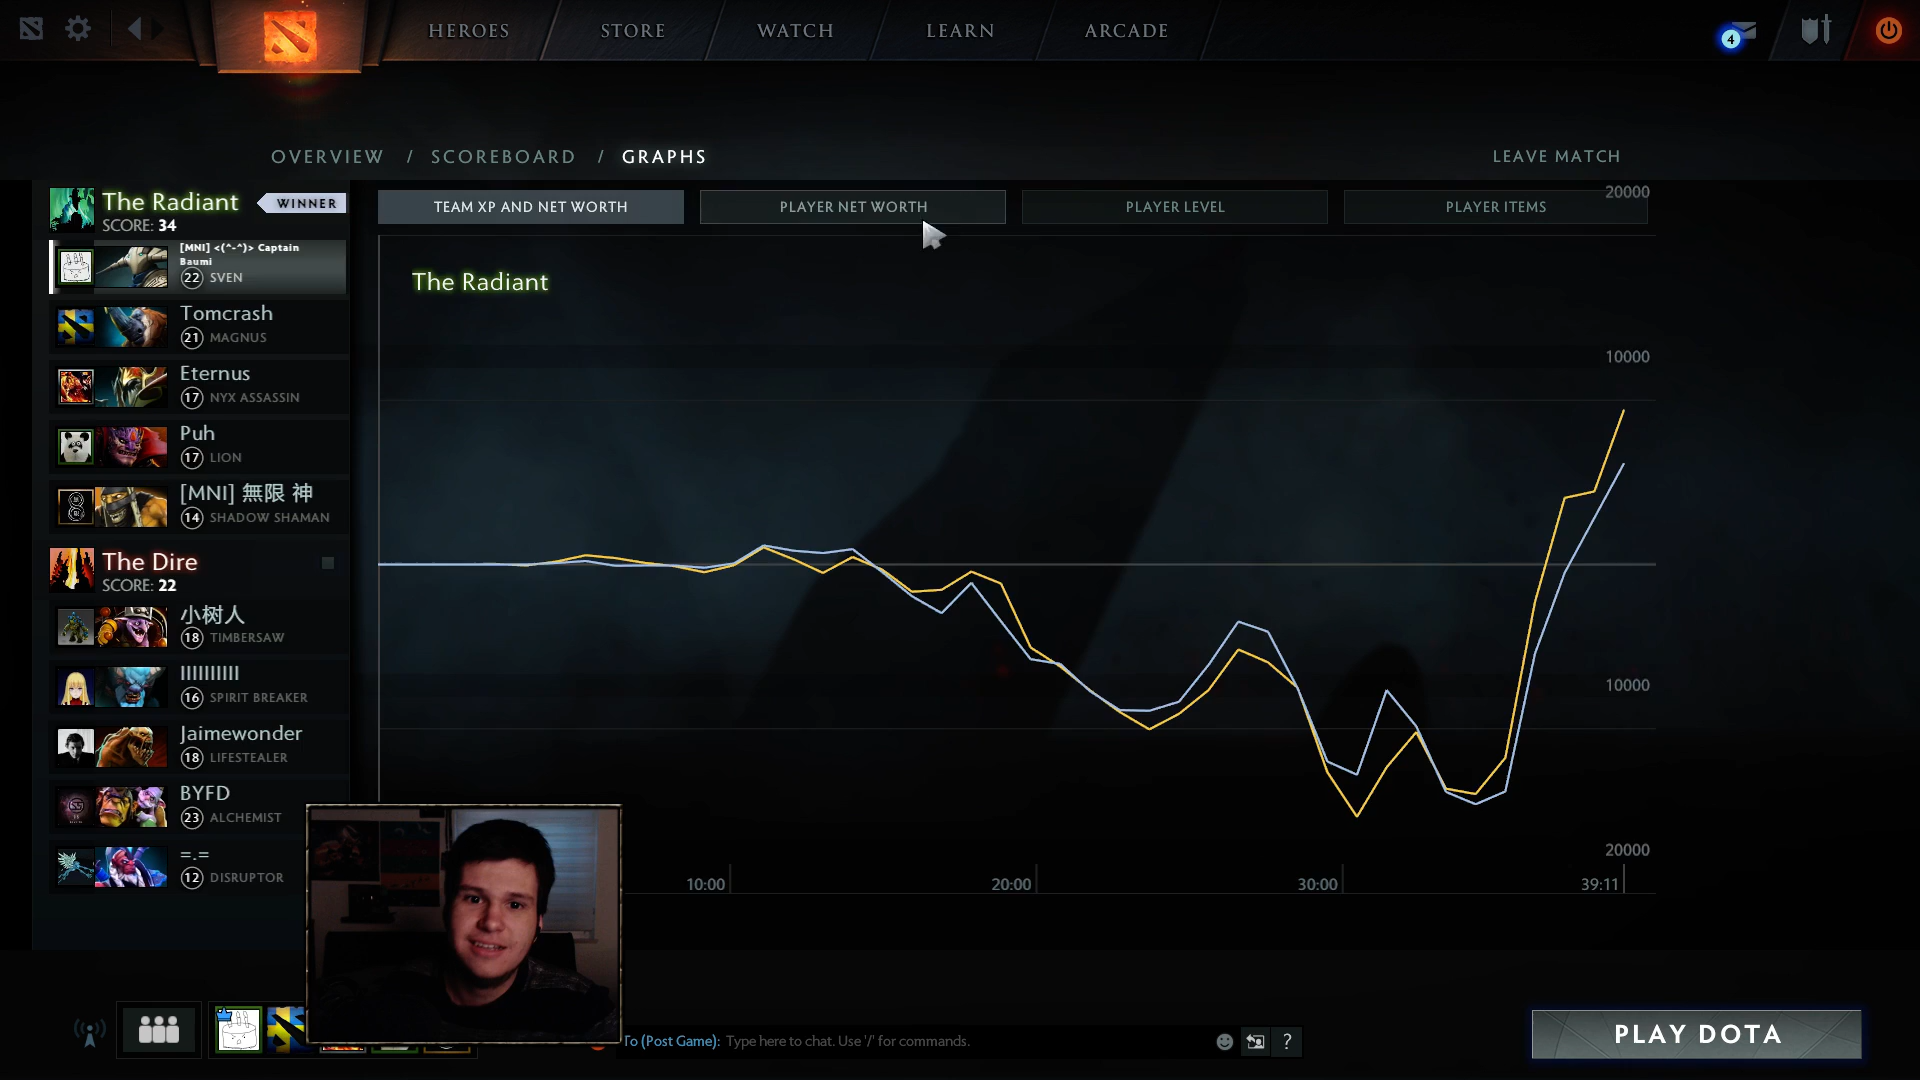 HEROES
STORE
WATCH
LEARN
ARCADE
4
OVERVIEW / SCOREBOARD / GRAPHS
LEAVE MATCH
The Radiant
WINNER
SCORE: 34
[MNI] <(^-^)> Captain
Baumi
22 SVEN
Tomcrash
21 MAGNUS
Eternus
17 NYX ASSASSIN
Puh
17 LION
[MNI] 無限 神
14 SHADOW SHAMAN
The Dire
SCORE: 22
小树人
18 TIMBERSAW
llllllllll
16 SPIRIT BREAKER
Jaimewonder
18 LIFESTEALER
BYFD
23 ALCHEMIST
=.=
12 DISRUPTOR
TEAM XP AND NET WORTH
PLAYER NET WORTH
PLAYER LEVEL
PLAYER ITEMS
20000
The Radiant
10000
10000
20000
10:00
20:00
30:00
39:11
To (Post Game): Type here to chat. Use '/' for commands.
?
PLAY DOTA